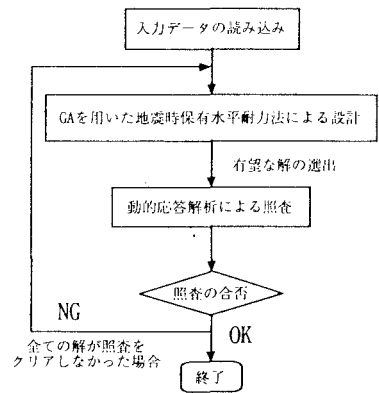 入力データの読み込み
GAを用いた地震時保有水平耐力法による設計
有望な解の選出
動的応答解析による照査
照査の合否
NG
OK
全ての解が照査を
クリアしなかった場合
終了